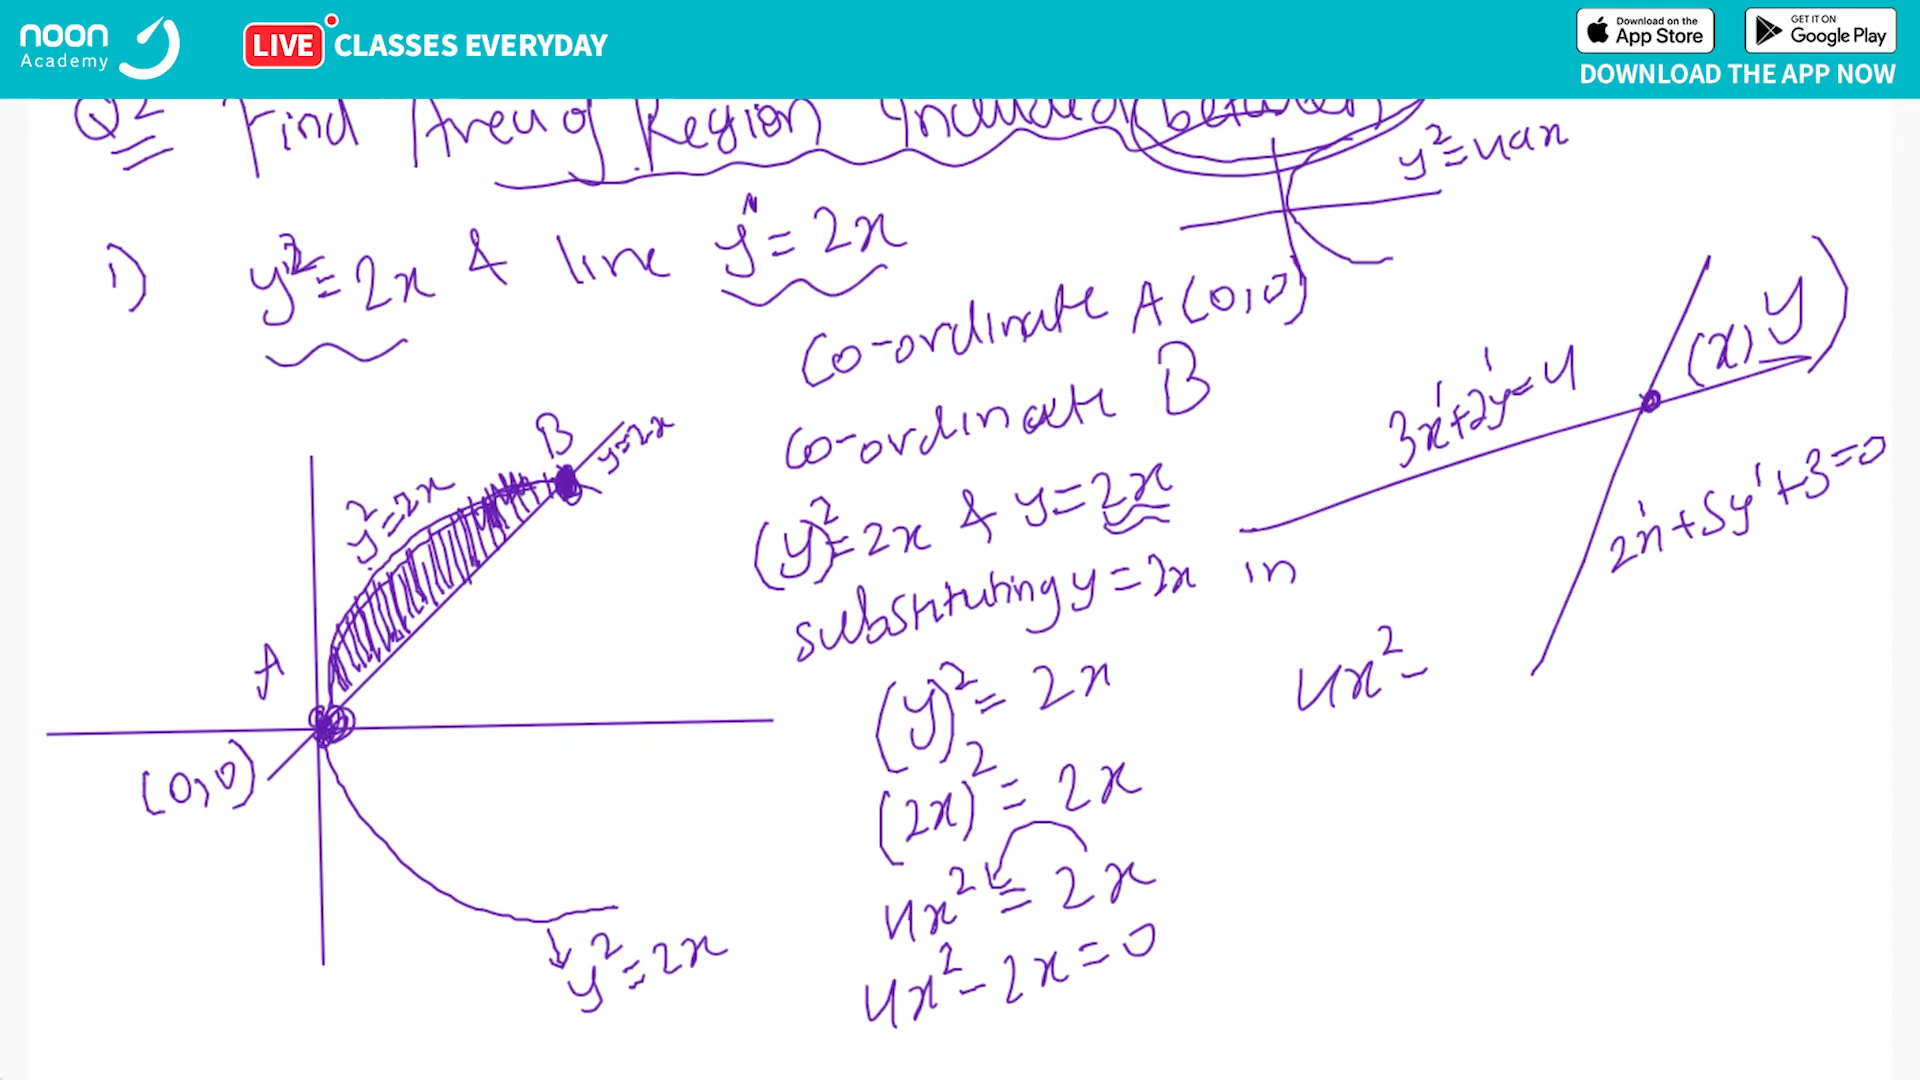 noon
Academy
LIVE CLASSES EVERYDAY
Download on the
App Store
GET IT ON
Google Play
DOWNLOAD THE APP NOW
Q2 Find Area of Region Included between
y² = 4ax
i) y² = 2x & line y = 2x
Co-ordinate A (0,0)
Co-ordinate B
(y)² = 2x & y = 2x
substituting y = 2x in
(y)² = 2x
(2x)² = 2x
4x² = 2x
4x² - 2x = 0
4x² -
3x + 2y = 4
(x, y)
2x + 5y + 3 = 0
B
y = 2x
y² = 2x
A
(0,0)
y² = 2x